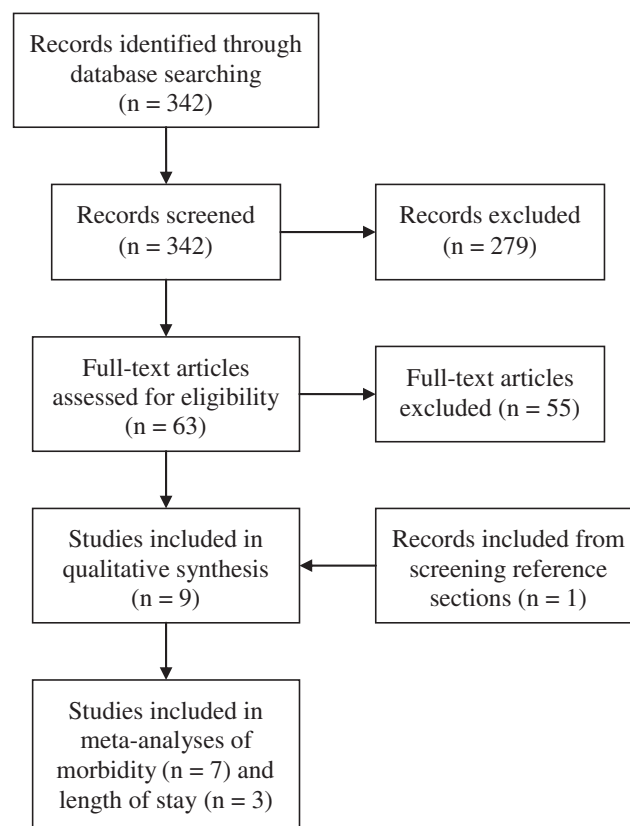 Records identified through
database searching
(n = 342)
Records screened
(n = 342)
Records excluded
(n = 279)
Full-text articles
assessed for eligibility
(n = 63)
Full-text articles
excluded (n = 55)
Studies included in
qualitative synthesis
(n = 9)
Records included from
screening reference
sections (n = 1)
Studies included in
meta-analyses of
morbidity (n = 7) and
length of stay (n = 3)